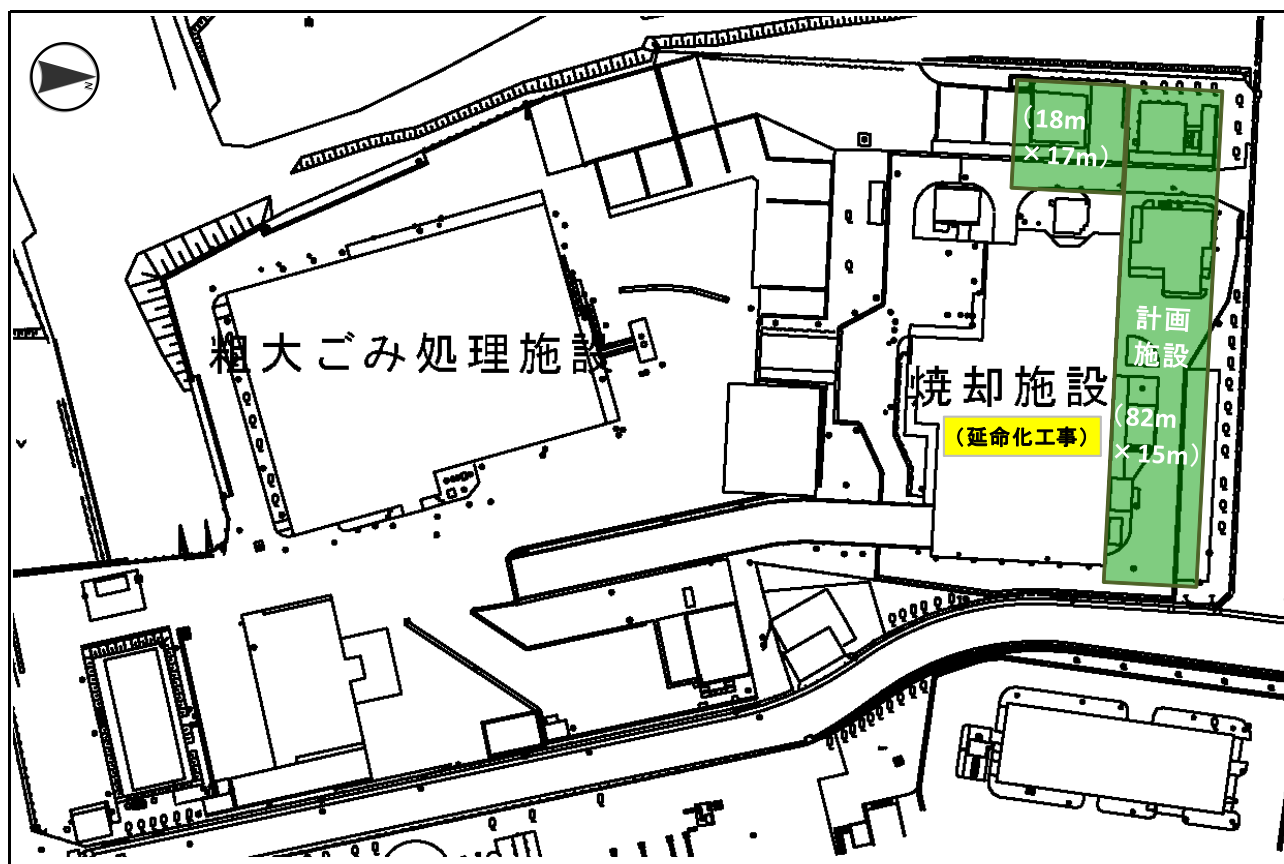 N
（18m
×17m）
計画
施設
粗大ごみ処理施設
焼却施設
（延命化工事）
（82m
×15m）